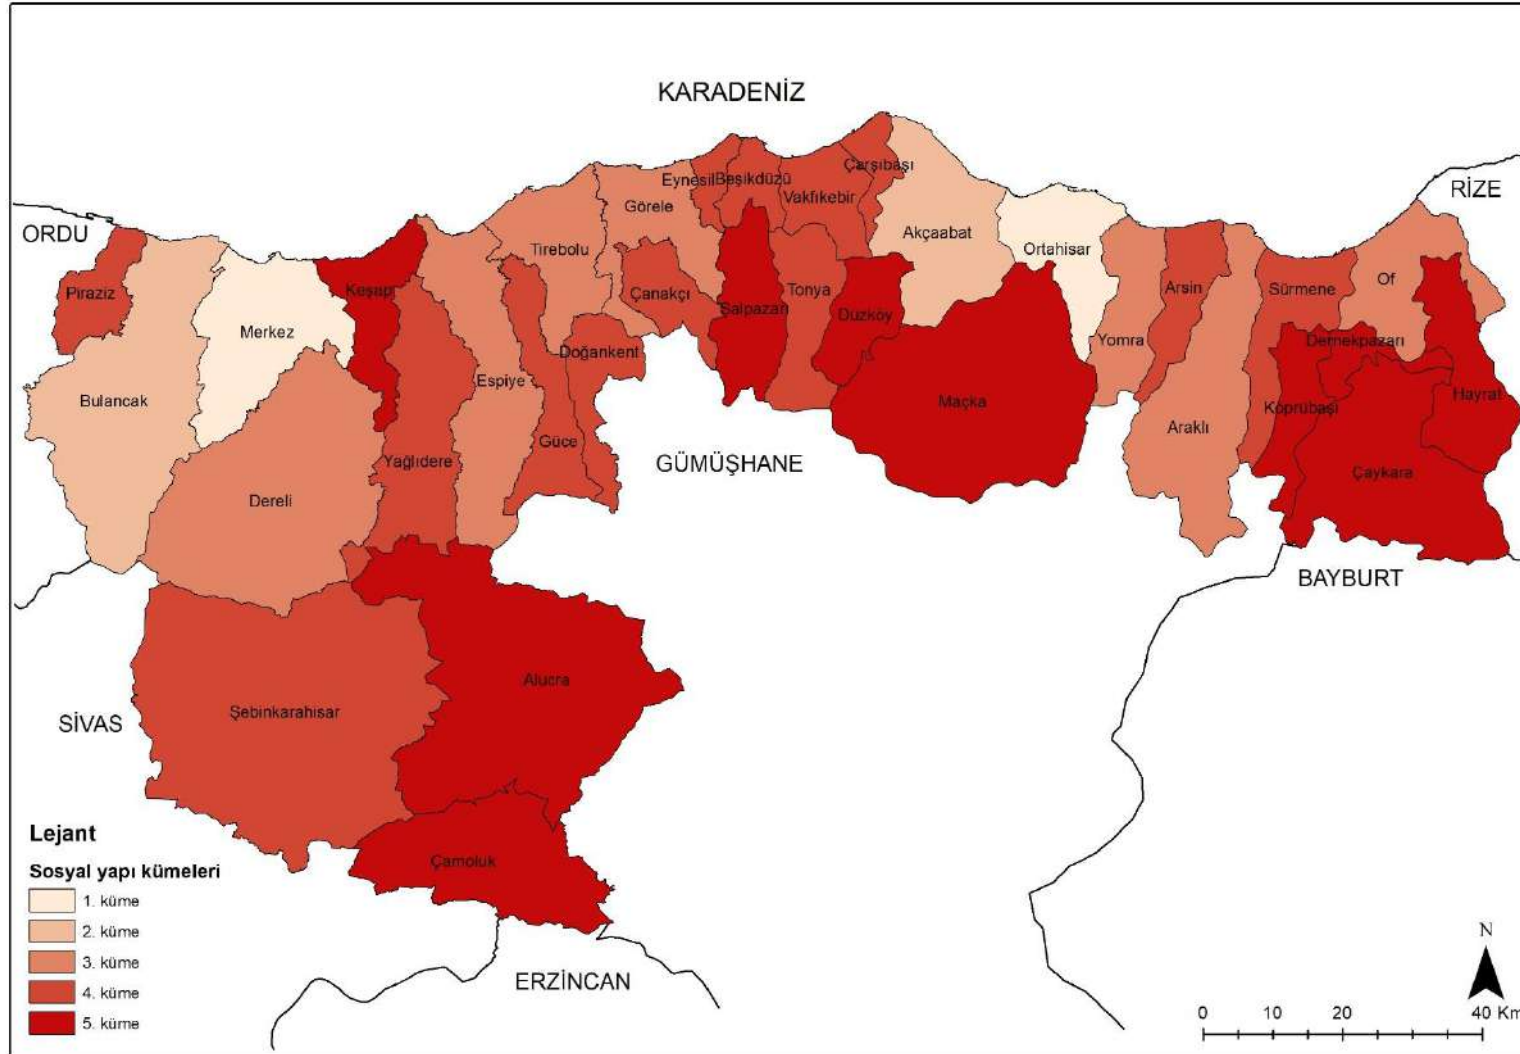 KARADENİZ
RİZE
ORDU
Piraziz
Bulancak
Merkez
Keşap
Dereli
Yağlıdere
Espiye
Tirebolu
Görele
Eynesil
Beşikdüzü
Vakfıkebir
Çarşıbaşı
Çanakçı
Doğankent
Güce
Şalpazarı
Tonya
Düzköy
Akçaabat
Ortahisar
Maçka
Yomra
Arsin
Araklı
Sürmene
Of
Dernekpazarı
Köprübaşı
Hayrat
Çaykara
GÜMÜŞHANE
BAYBURT
Alucra
Şebinkarahisar
SİVAS
Çamoluk
ERZİNCAN
Lejant
Sosyal yapı kümeleri
1. küme
2. küme
3. küme
4. küme
5. küme
N
0 10 20 40 Km